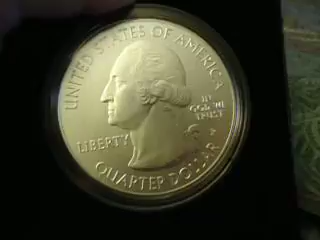 UNITED STATES OF AMERICA
LIBERTY
IN
GOD WE
TRUST
P
QUARTER DOLLAR